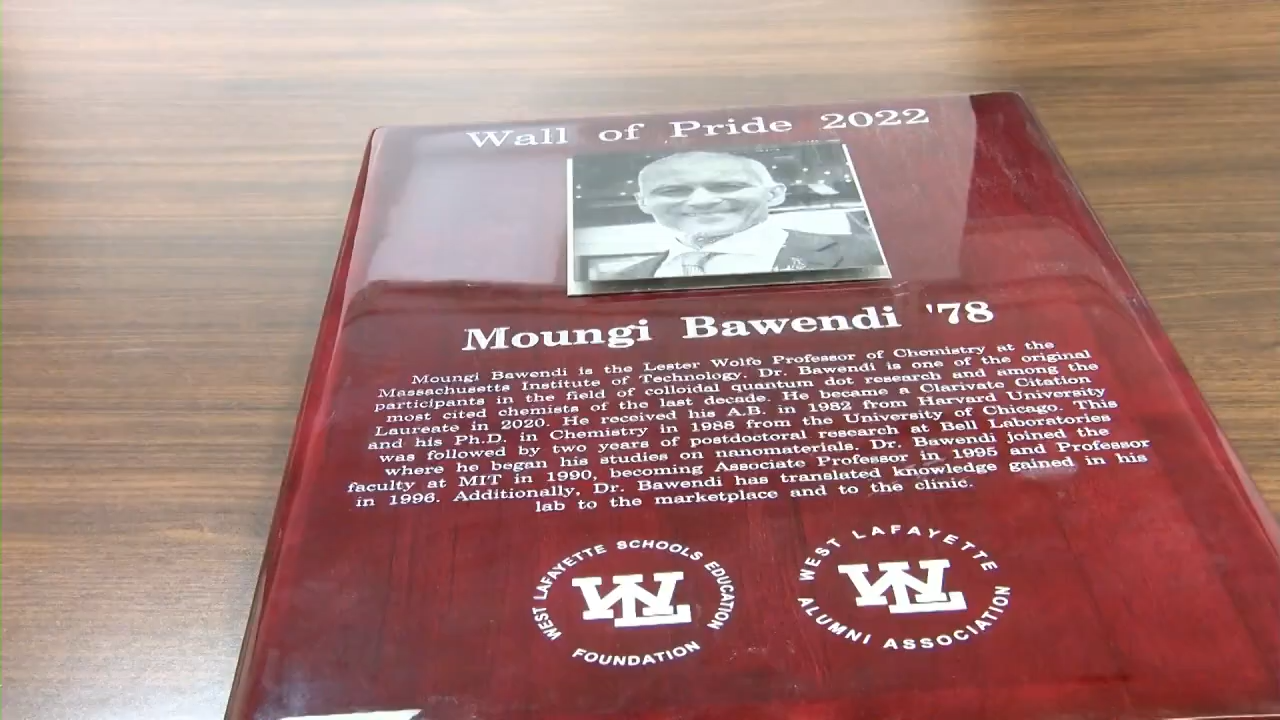 Wall of Pride 2022
Moungi Bawendi '78
Moungi Bawendi is the Lester Wolfe Professor of Chemistry at the
Massachusetts Institute of Technology. Dr. Bawendi is one of the original
participants in the field of colloidal quantum dot research and among the
most cited chemists of the last decade. He became a Clarivate Citation
Laureate in 2020. He received his A.B. in 1982 from Harvard University
and his Ph.D. in Chemistry in 1988 from the University of Chicago. This
was followed by two years of postdoctoral research at Bell Laboratories
where he began his studies on nanomaterials. Dr. Bawendi joined the
faculty at MIT in 1990, becoming Associate Professor in 1995 and Professor
in 1996. Additionally, Dr. Bawendi has translated knowledge gained in his
lab to the marketplace and to the clinic.
WEST LAFAYETTE SCHOOLS EDUCATION
WL
FOUNDATION
WEST LAFAYETTE
WL
ALUMNI ASSOCIATION